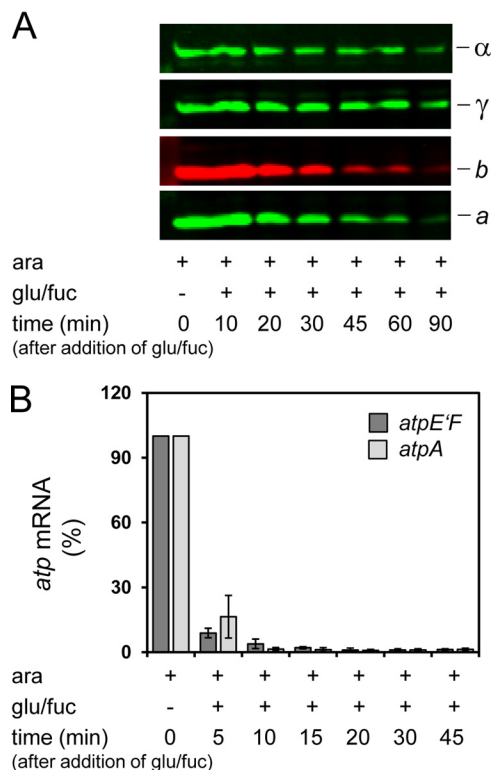 A
– α
– γ
– b
– a
ara + + + + + + +
glu/fuc - + + + + + +
time (min) 0 10 20 30 45 60 90
(after addition of glu/fuc)
B
120
90
60
30
0
atp mRNA
(%)
atpE‘F
atpA
ara + + + + + + +
glu/fuc - + + + + + +
time (min) 0 5 10 15 20 30 45
(after addition of glu/fuc)